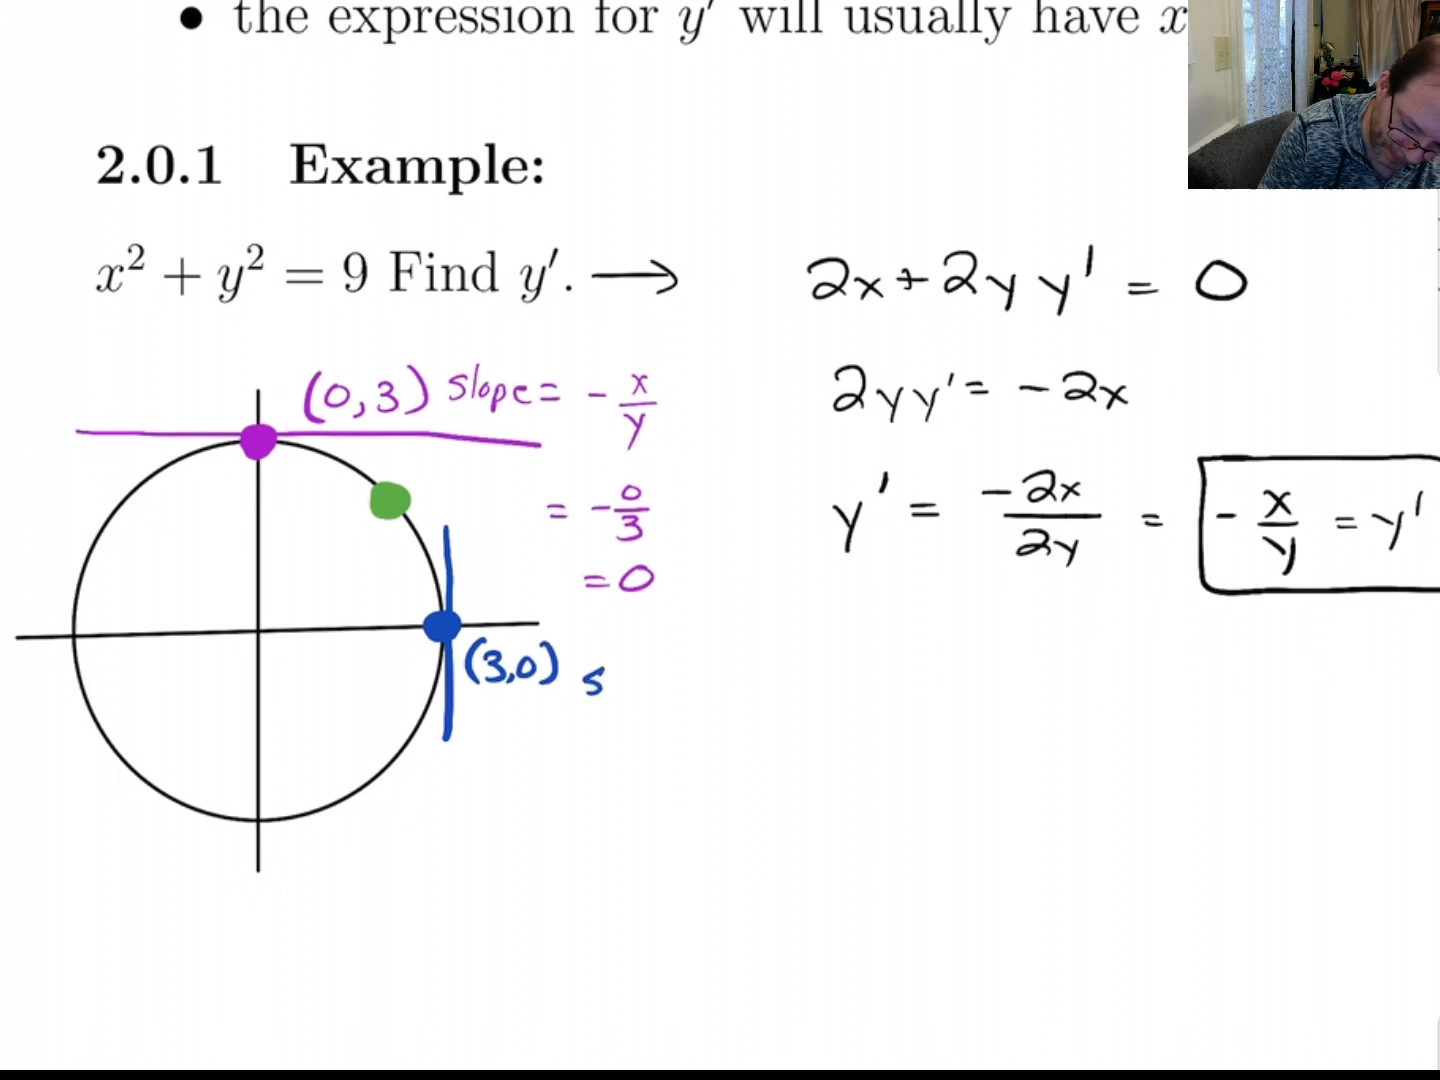 • the expression for y′ will usually have x
2.0.1 Example:
x² + y² = 9 Find y′. →
2x + 2y y' = 0
2yy' = -2x
y' = -2x/2y = -x/y = y'
(0,3) slope = -x/y
= -0/3
= 0
(3,0) s